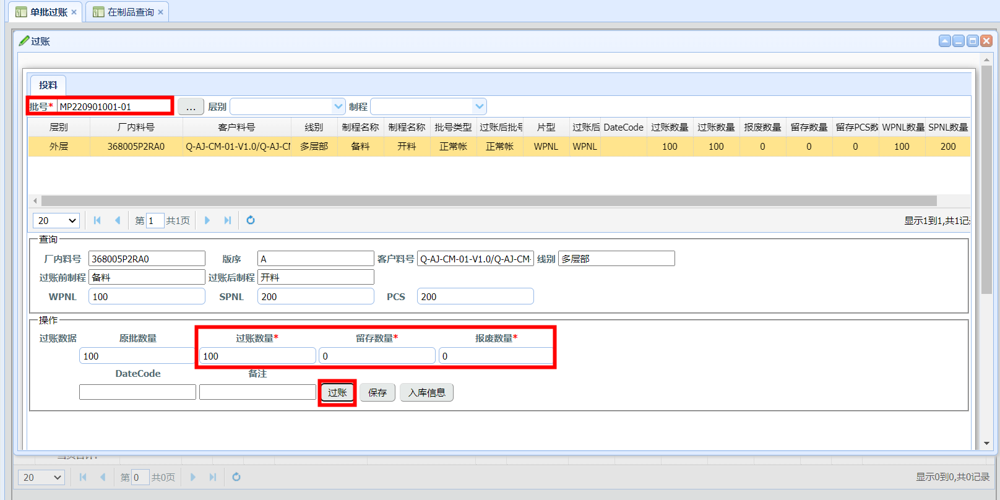 单批过账 在制品查询
过账
投料
批号* MP220901001-01 ... 层别 制程
层别 厂内料号 客户料号 线别 制程名称 制程名称 批号类型 过账后批号 片型 过账后 DateCode 过账数量 过账数量 报废数量 留存数量 留存PCS数 WPNL数量 SPNL数量
外层 368005P2RA0 Q-AJ-CM-01-V1.0/Q-AJ-CM 多层部 备料 开料 正常帐 正常帐 WPNL WPNL 100 100 0 0 0 100 200
20 第 1 共1页 显示1到1,共1记
查询
厂内料号 368005P2RA0 版序 A 客户料号 Q-AJ-CM-01-V1.0/Q-AJ-CM- 线别 多层部
过账前制程 备料 过账后制程 开料
WPNL 100 SPNL 200 PCS 200
操作
过账数据 原批数量 过账数量* 留存数量* 报废数量*
100 100 0 0
DateCode 备注
过账 保存 入库信息
20 第 0 共0页 显示0到0,共0记录